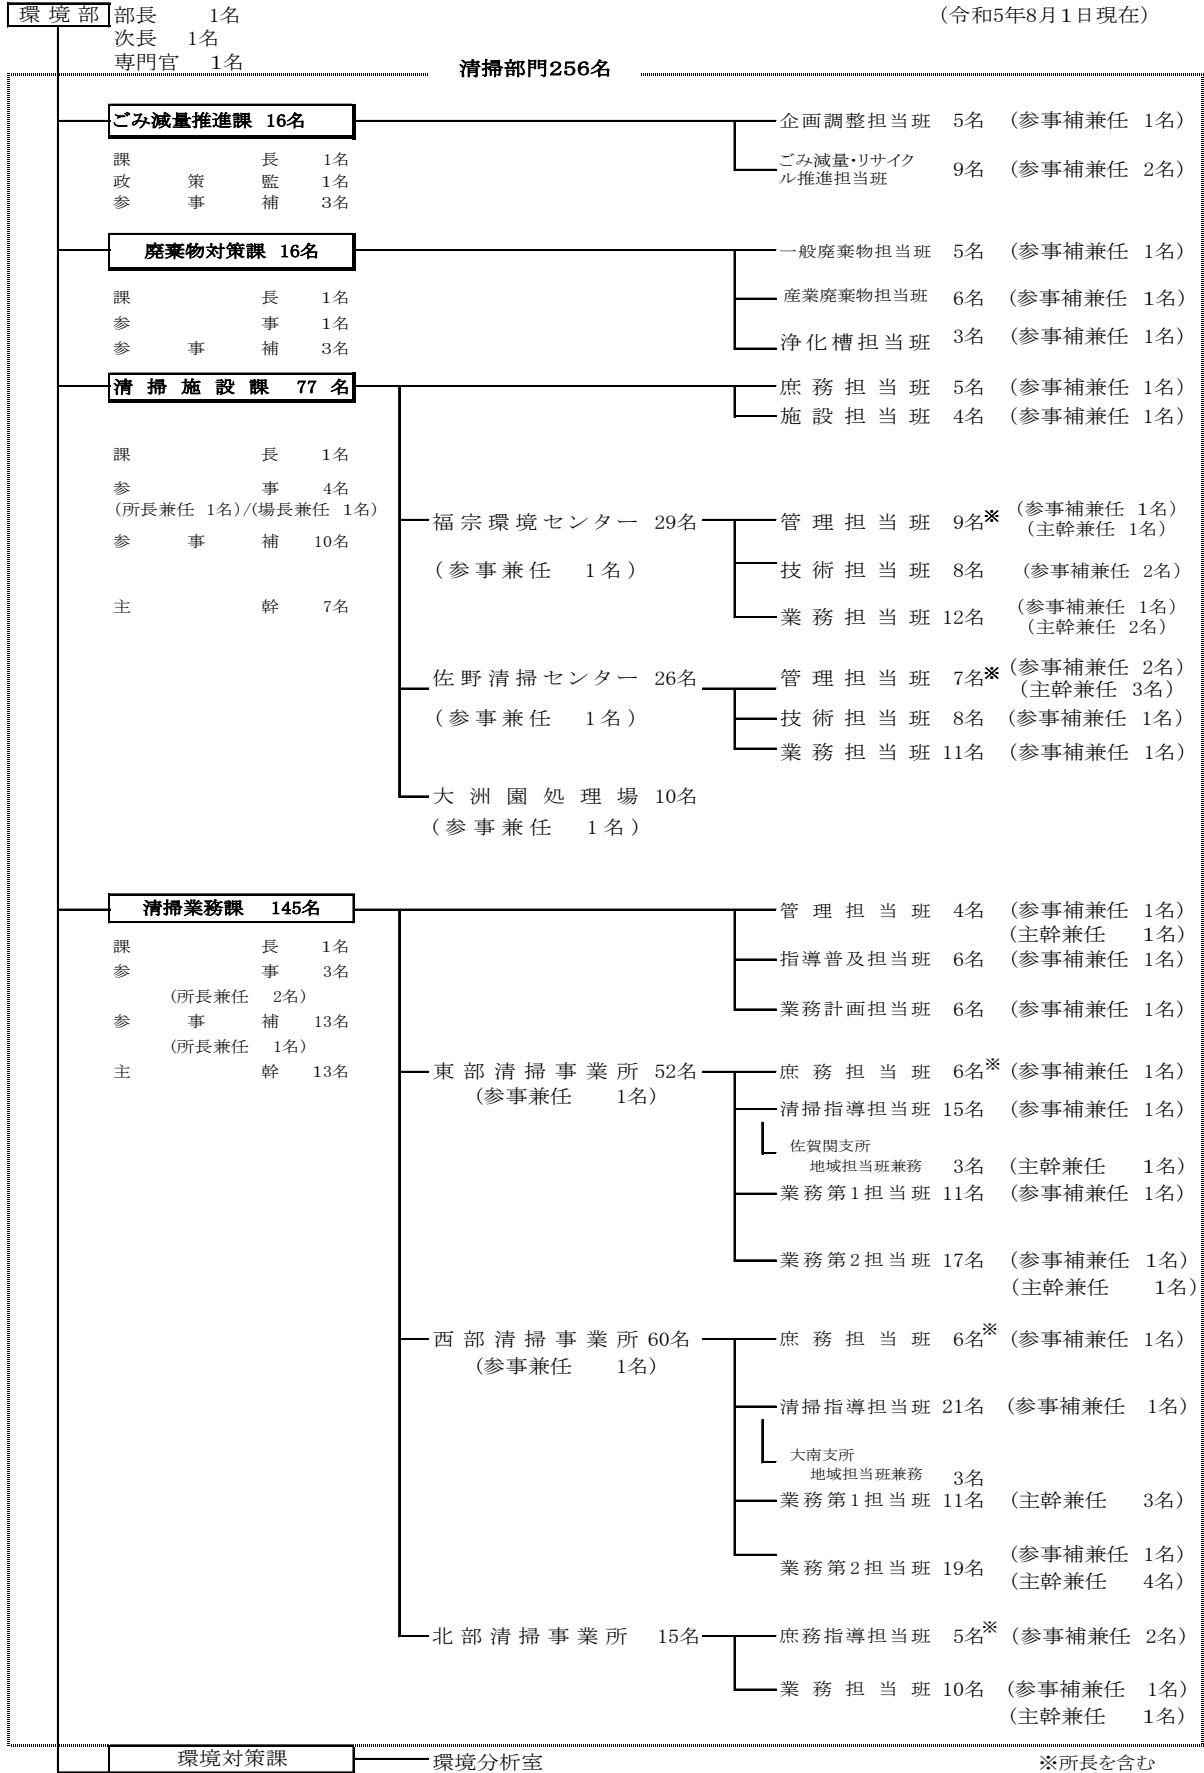 環境部 部長 1名 (令和5年8月1日現在)
次長 1名
専門官 1名
清掃部門256名
ごみ減量推進課 16名 企画調整担当班 5名 (参事補兼任 1名)
課長 1名 ごみ減量・リサイク
政策監 1名 ル推進担当班 9名 (参事補兼任 2名)
参事補 3名
廃棄物対策課 16名 一般廃棄物担当班 5名 (参事補兼任 1名)
課長 1名 産業廃棄物担当班 6名 (参事補兼任 1名)
参事 1名
参事補 3名 浄化槽担当班 3名 (参事補兼任 1名)
清掃施設課 77名 庶務担当班 5名 (参事補兼任 1名)
施設担当班 4名 (参事補兼任 1名)
課長 1名
参事 4名
(所長兼任 1名)/(場長兼任 1名)
参事補 10名
主幹 7名
福宗環境センター 29名 管理担当班 9名※ (参事補兼任 1名)
(主幹兼任 1名)
(参事兼任 1名) 技術担当班 8名 (参事補兼任 2名)
業務担当班 12名 (参事補兼任 1名)
(主幹兼任 2名)
佐野清掃センター 26名 管理担当班 7名※ (参事補兼任 2名)
(主幹兼任 3名)
(参事兼任 1名) 技術担当班 8名 (参事補兼任 1名)
業務担当班 11名 (参事補兼任 1名)
大洲園処理場 10名
(参事兼任 1名)
清掃業務課 145名 管理担当班 4名 (参事補兼任 1名)
(主幹兼任 1名)
課長 1名 指導普及担当班 6名 (参事補兼任 1名)
参事 3名
(所長兼任 2名) 業務計画担当班 6名 (参事補兼任 1名)
参事補 13名
(所長兼任 1名)
主幹 13名
東部清掃事業所 52名 庶務担当班 6名※ (参事補兼任 1名)
(参事兼任 1名) 清掃指導担当班 15名 (参事補兼任 1名)
佐賀関支所
地域担当班兼務 3名 (主幹兼任 1名)
業務第1担当班 11名 (参事補兼任 1名)
業務第2担当班 17名 (参事補兼任 1名)
(主幹兼任 1名)
西部清掃事業所 60名 庶務担当班 6名※ (参事補兼任 1名)
(参事兼任 1名)
清掃指導担当班 21名 (参事補兼任 1名)
大南支所
地域担当班兼務 3名
業務第1担当班 11名 (主幹兼任 3名)
業務第2担当班 19名 (参事補兼任 1名)
(主幹兼任 4名)
北部清掃事業所 15名 庶務指導担当班 5名※ (参事補兼任 2名)
業務担当班 10名 (参事補兼任 1名)
(主幹兼任 1名)
環境対策課 環境分析室 ※所長を含む